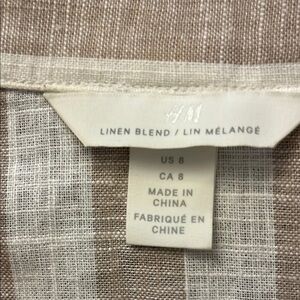 H&M
LINEN BLEND / LIN MÉLANGÉ
US 8
CA 8
MADE IN
CHINA
FABRIQUÉ EN
CHINE